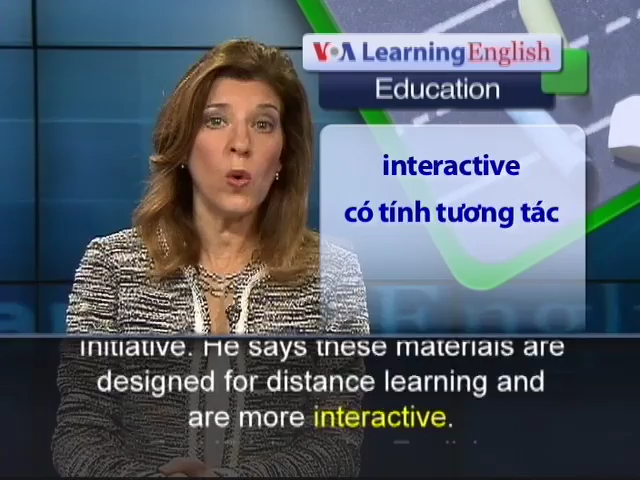 VOA LearningEnglish
Education
interactive
có tính tương tác
Initiative. He says these materials are
designed for distance learning and
are more interactive.